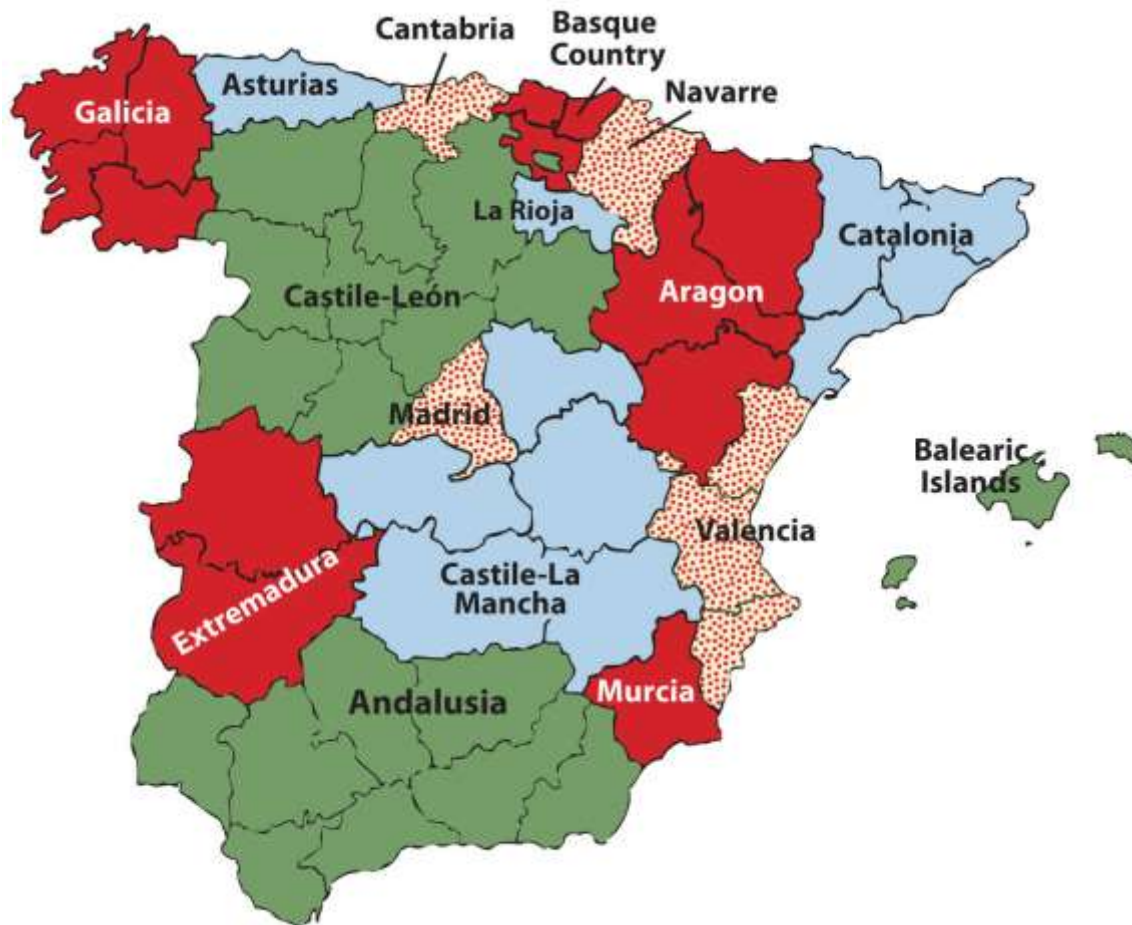 Cantabria
Basque
Country
Asturias
Navarre
Galicia
La Rioja
Catalonia
Castile-León
Aragon
Madrid
Balearic
Islands
Valencia
Castile-La
Mancha
Extremadura
Andalusia
Murcia